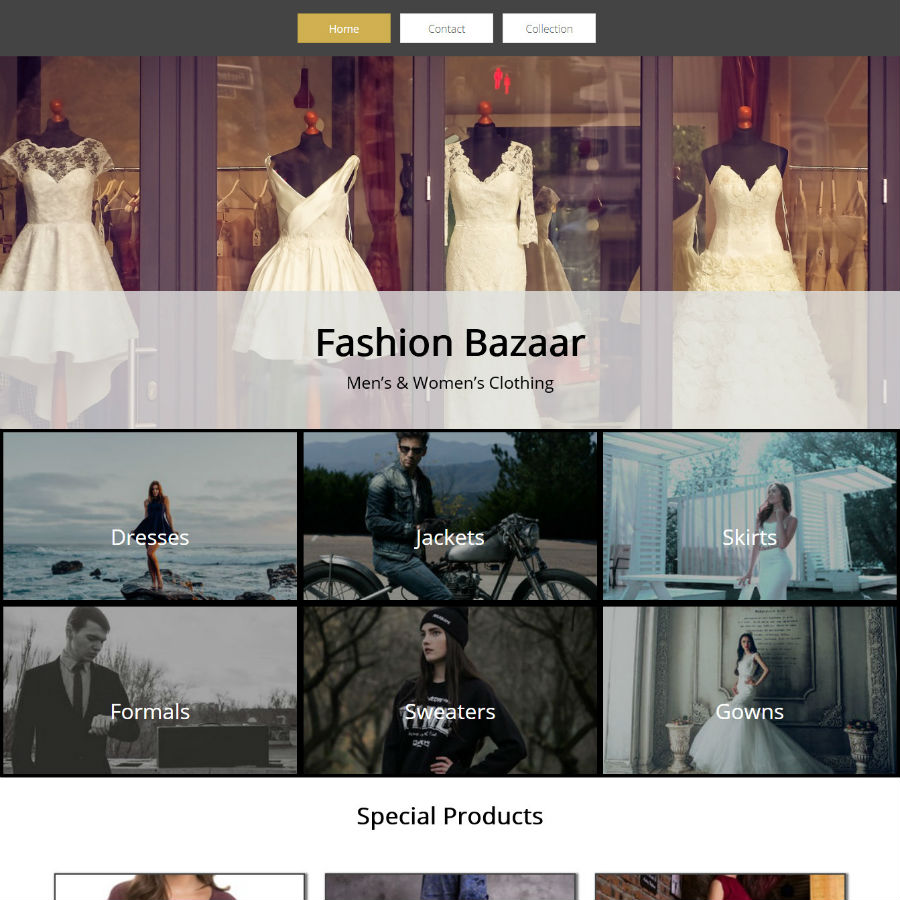 Home
Contact
Collection
Fashion Bazaar
Men’s & Women’s Clothing
Dresses
Jackets
Skirts
Formals
Sweaters
Gowns
Special Products